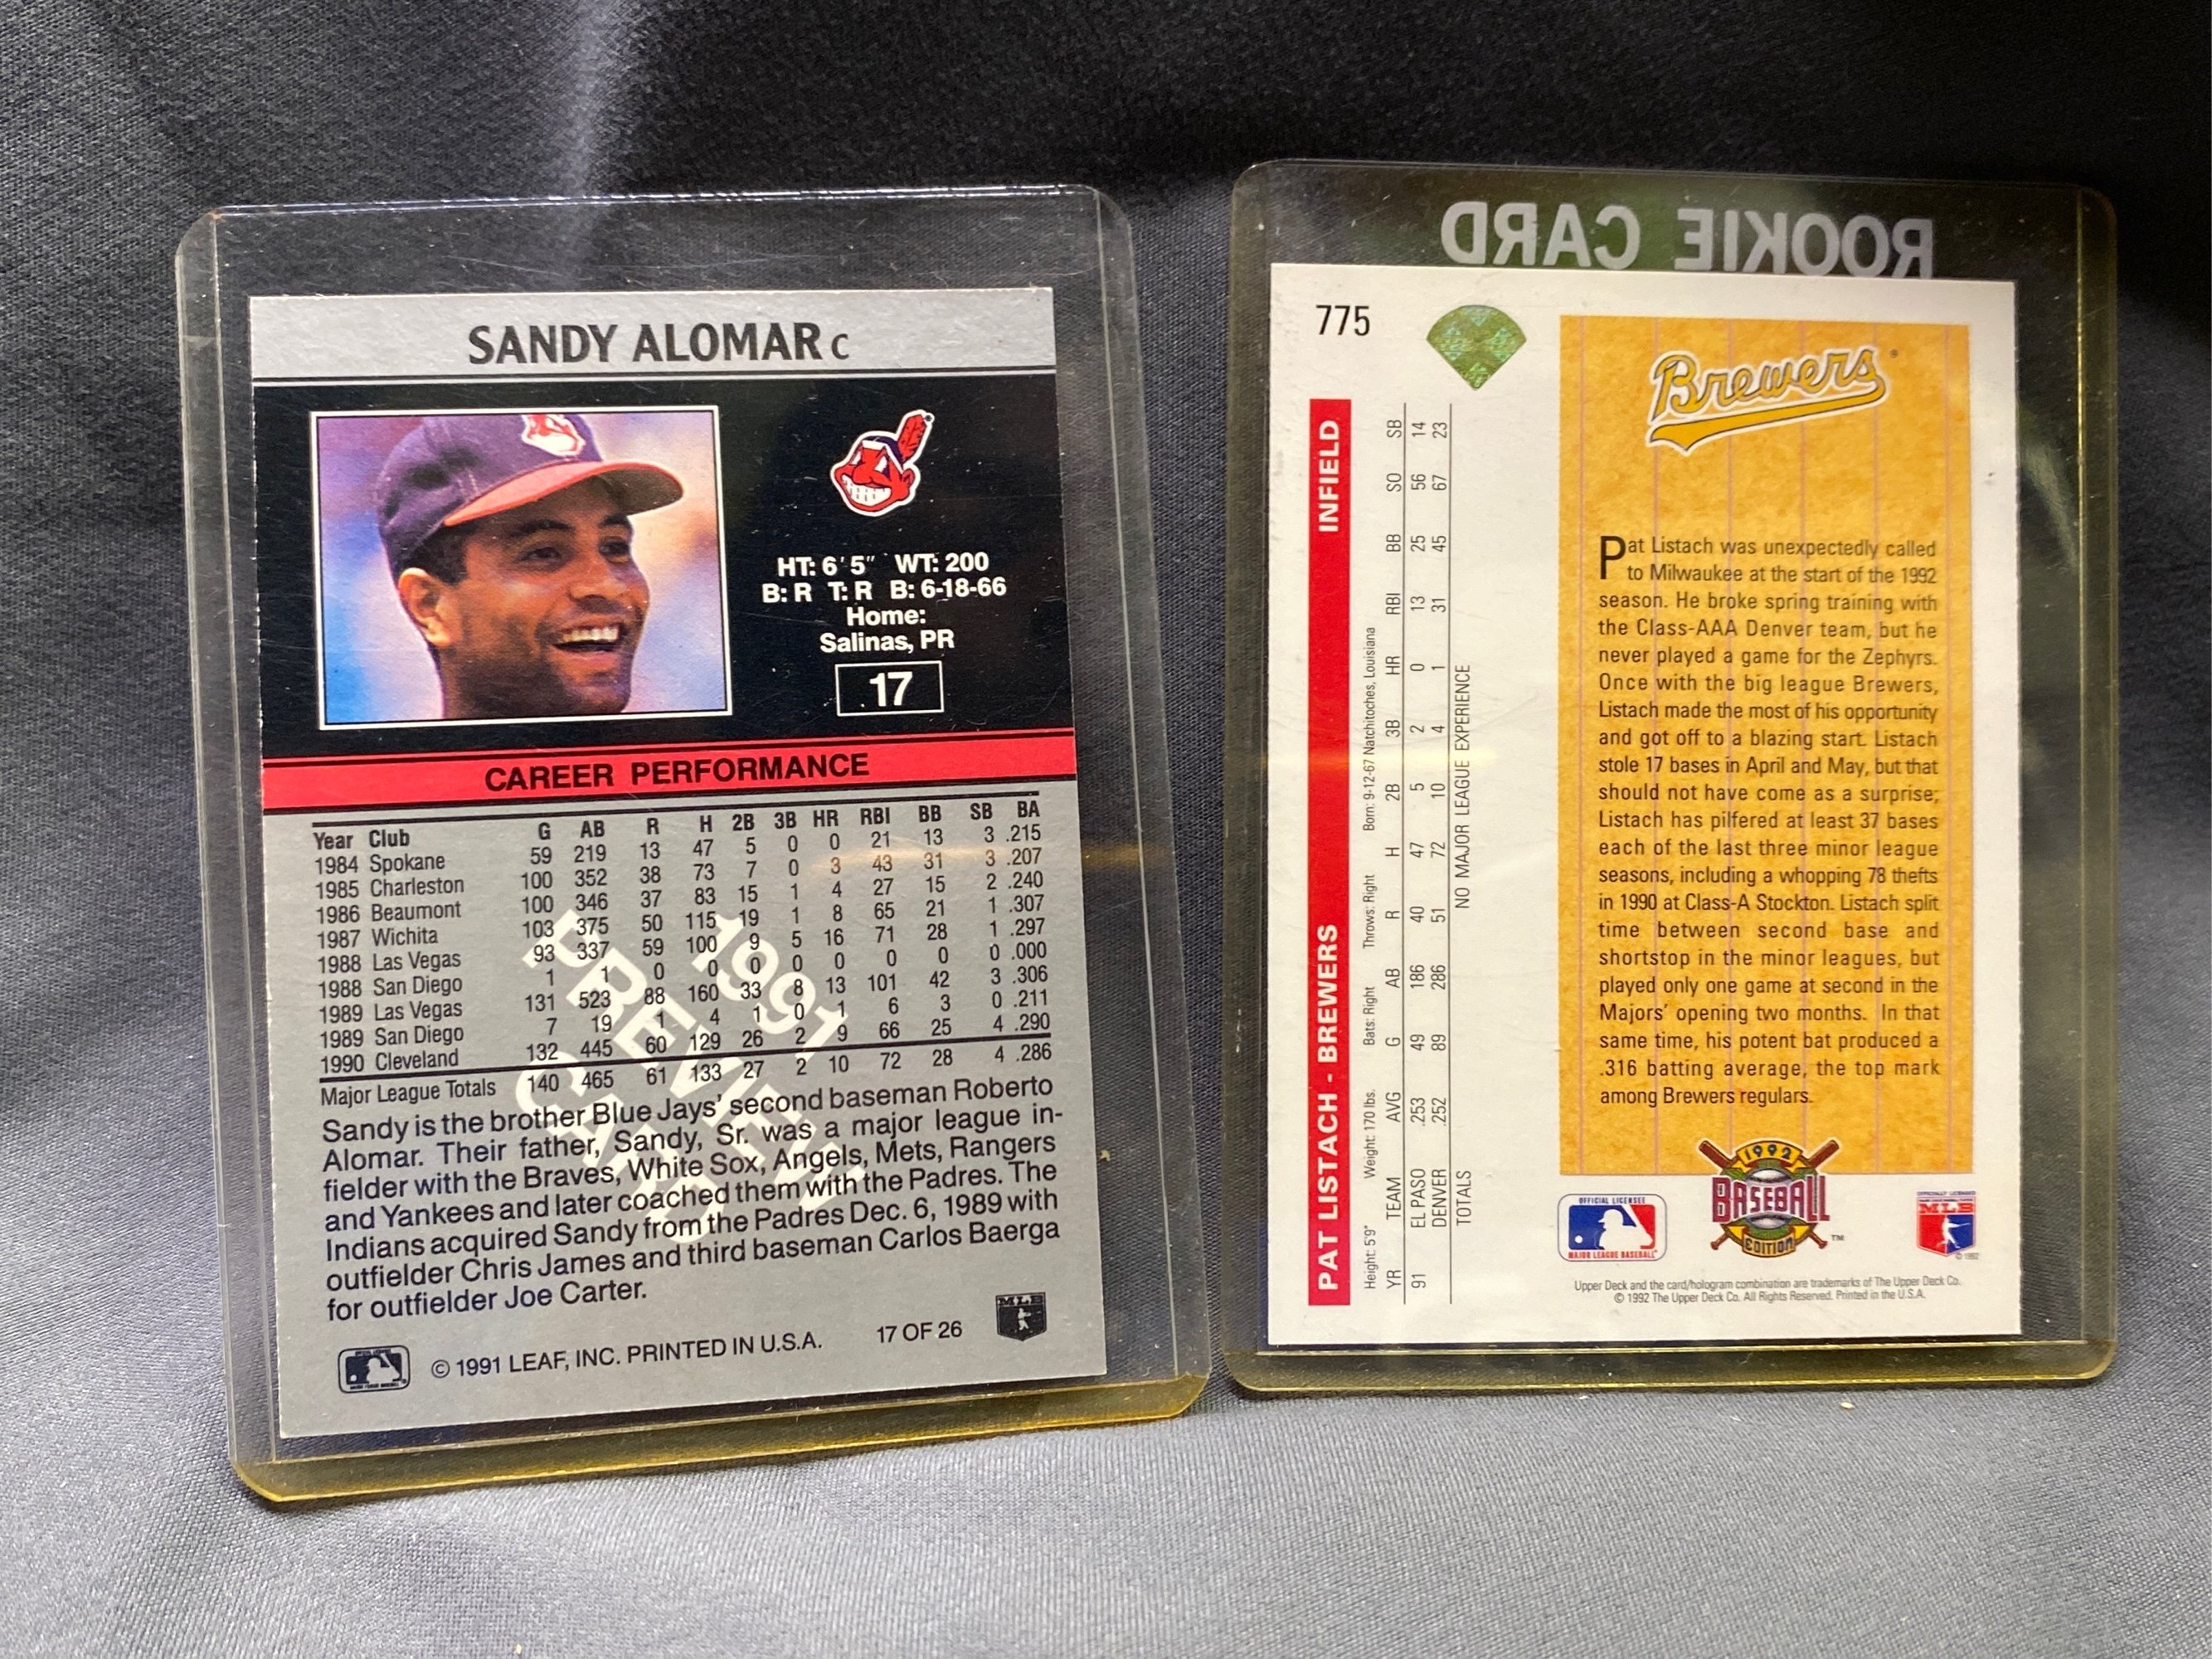 SANDY ALOMAR C
HT: 6'5" WT: 200
B: R T: R B: 6-18-66
Home:
Salinas, PR
17
CAREER PERFORMANCE
Year Club G AB R H 2B 3B HR RBI BB SB BA
1984 Spokane 59 219 13 47 5 0 0 21 13 3 .215
1985 Charleston 100 352 38 73 7 0 3 43 31 3 .207
1986 Beaumont 100 346 37 83 15 1 4 27 15 2 .240
1987 Wichita 103 375 50 115 19 1 8 65 21 1 .307
1988 Las Vegas 93 337 59 100 9 5 16 71 28 1 .297
1988 San Diego 1 1 0 0 0 0 0 0 0 0 .000
1989 Las Vegas 131 523 88 160 33 8 13 101 42 3 .306
1989 San Diego 7 19 1 4 1 0 1 6 3 0 .211
1990 Cleveland 132 445 60 129 26 2 9 66 25 4 .290
Major League Totals 140 465 61 133 27 2 10 72 28 4 .286
1991
PREVIEW
CARD
Sandy is the brother Blue Jays' second baseman Roberto
Alomar. Their father, Sandy, Sr. was a major league in-
fielder with the Braves, White Sox, Angels, Mets, Rangers
and Yankees and later coached them with the Padres. The
Indians acquired Sandy from the Padres Dec. 6, 1989 with
outfielder Chris James and third baseman Carlos Baerga
for outfielder Joe Carter.
© 1991 LEAF, INC. PRINTED IN U.S.A. 17 OF 26
MLB
ROOKIE CARD
775
PAT LISTACH - BREWERS INFIELD
Height: 5'9" Weight: 170 lbs. Bats: Right Throws: Right Born: 9-12-67 Natchitoches, Louisiana
YR TEAM AVG G AB R H 2B 3B HR RBI BB SO SB
91 EL PASO .253 49 186 40 47 5 2 0 13 25 56 14
DENVER .252 89 286 51 72 10 4 1 31 45 67 23
TOTALS NO MAJOR LEAGUE EXPERIENCE
Brewers
Pat Listach was unexpectedly called
to Milwaukee at the start of the 1992
season. He broke spring training with
the Class-AAA Denver team, but he
never played a game for the Zephyrs.
Once with the big league Brewers,
Listach made the most of his opportunity
and got off to a blazing start. Listach
stole 17 bases in April and May, but that
should not have come as a surprise;
Listach has pilfered at least 37 bases
each of the last three minor league
seasons, including a whopping 78 thefts
in 1990 at Class-A Stockton. Listach split
time between second base and
shortstop in the minor leagues, but
played only one game at second in the
Majors' opening two months. In that
same time, his potent bat produced a
.316 batting average, the top mark
among Brewers regulars.
OFFICIAL LICENSEE
MAJOR LEAGUE BASEBALL
1992
BASEBALL
EDITION
TM
MLB
© 1992
Upper Deck and the card/hologram combination are trademarks of The Upper Deck Co.
© 1992 The Upper Deck Co. All Rights Reserved. Printed in the U.S.A.